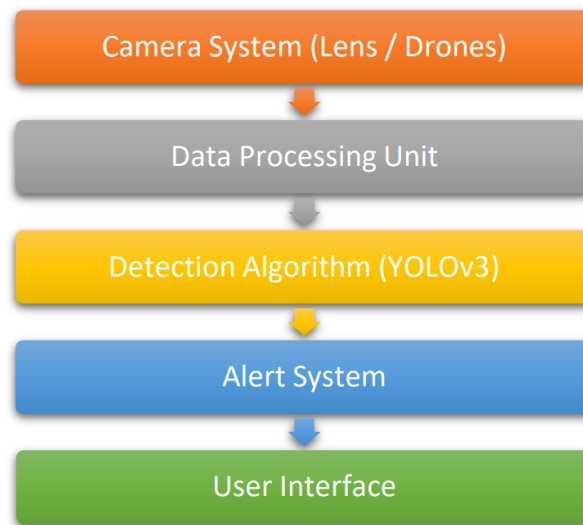 Camera System (Lens / Drones)
Data Processing Unit
Detection Algorithm (YOLOv3)
Alert System
User Interface